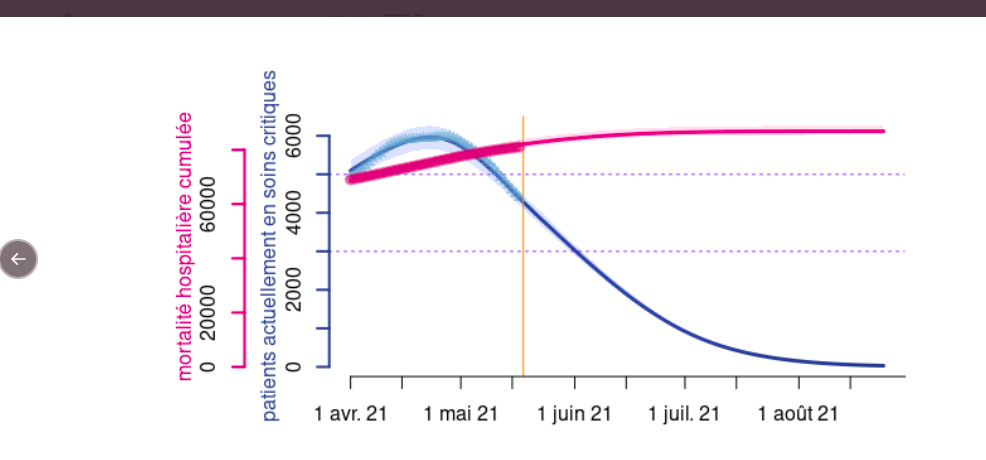 mortalité hospitalière cumulée
0 20000 60000
patients actuellement en soins critiques
0 2000 4000 6000
1 avr. 21 1 mai 21 1 juin 21 1 juil. 21 1 août 21